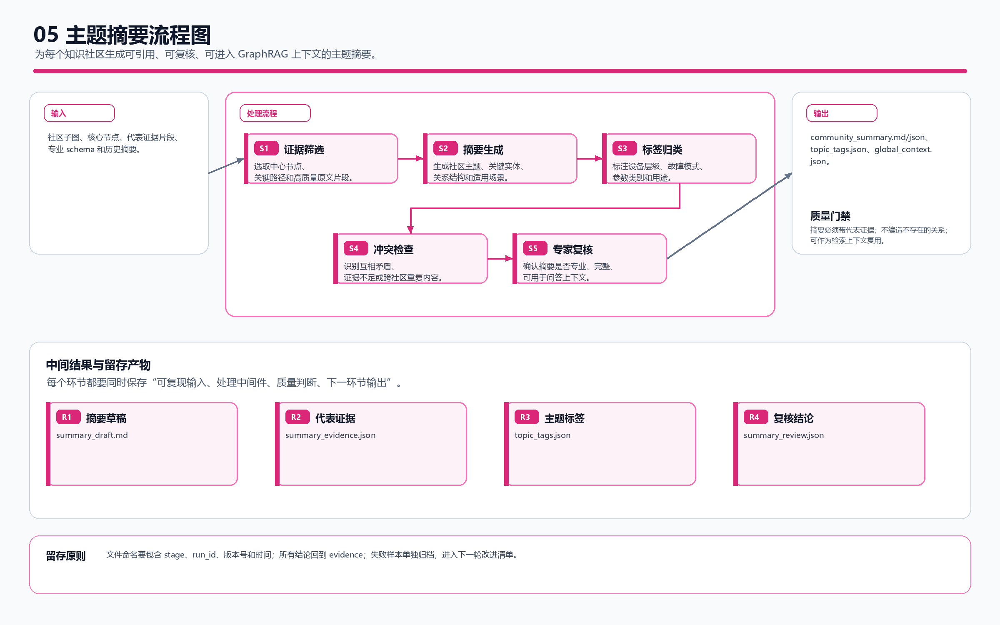 05 主题摘要流程图
为每个知识社区生成可引用、可复核、可进入 GraphRAG 上下文的主题摘要。
输入
社区子图、核心节点、代表证据片段、
专业 schema 和历史摘要。
处理流程
S1 证据筛选
选取中心节点、
关键路径和高质量原文片段。
S2 摘要生成
生成社区主题、关键实体、
关系结构和适用场景。
S3 标签归类
标注设备层级、故障模式、
参数类别和用途。
S4 冲突检查
识别互相矛盾、
证据不足或跨社区重复内容。
S5 专家复核
确认摘要是否专业、完整、
可用于问答上下文。
输出
community_summary.md/json、
topic_tags.json、global_context.
json。
质量门禁
摘要必须带代表证据；不编造不存在的关系；
可作为检索上下文复用。
中间结果与留存产物
每个环节都要同时保存“可复现输入、处理中间件、质量判断、下一环节输出”。
R1 摘要草稿
summary_draft.md
R2 代表证据
summary_evidence.json
R3 主题标签
topic_tags.json
R4 复核结论
summary_review.json
留存原则
文件命名要包含 stage、run_id、版本号和时间；所有结论回到 evidence；失败样本单独归档，进入下一轮改进清单。